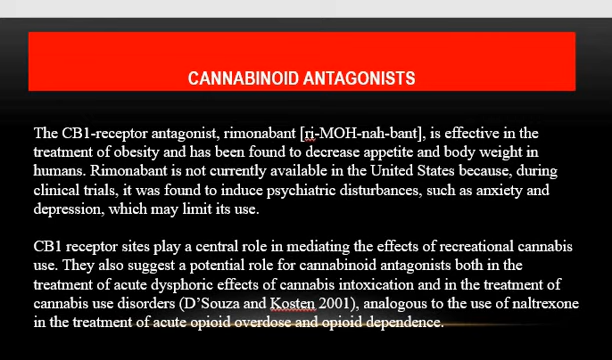 CANNABINOID ANTAGONISTS
The CB1-receptor antagonist, rimonabant [ri-MOH-nah-bant], is effective in the
treatment of obesity and has been found to decrease appetite and body weight in
humans. Rimonabant is not currently available in the United States because, during
clinical trials, it was found to induce psychiatric disturbances, such as anxiety and
depression, which may limit its use.
CB1 receptor sites play a central role in mediating the effects of recreational cannabis
use. They also suggest a potential role for cannabinoid antagonists both in the
treatment of acute dysphoric effects of cannabis intoxication and in the treatment of
cannabis use disorders (D’Souza and Kosten 2001), analogous to the use of naltrexone
in the treatment of acute opioid overdose and opioid dependence.